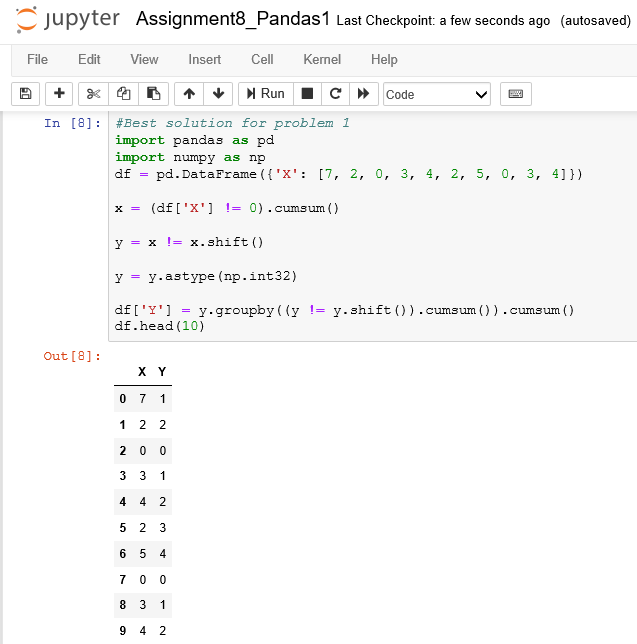 jupyter Assignment8_Pandas1 Last Checkpoint: a few seconds ago (autosaved)
File Edit View Insert Cell Kernel Help
Run Code
In [8]: #Best solution for problem 1
import pandas as pd
import numpy as np
df = pd.DataFrame({'X': [7, 2, 0, 3, 4, 2, 5, 0, 3, 4]})
x = (df['X'] != 0).cumsum()
y = x != x.shift()
y = y.astype(np.int32)
df['Y'] = y.groupby((y != y.shift()).cumsum()).cumsum()
df.head(10)
Out[8]:
X Y
0 7 1
1 2 2
2 0 0
3 3 1
4 4 2
5 2 3
6 5 4
7 0 0
8 3 1
9 4 2